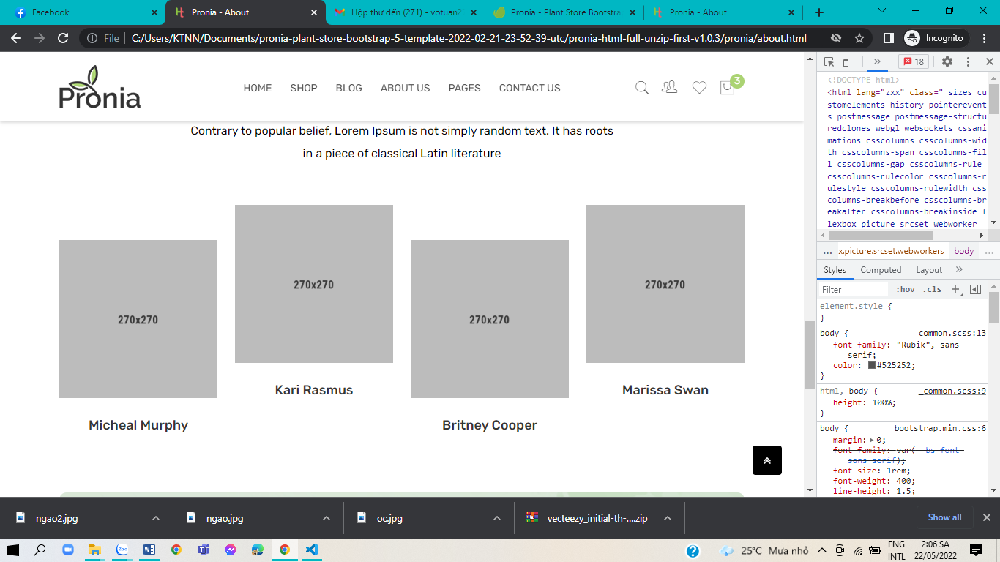 Facebook
Pronia - About
Hộp thư đến (271) - votuan2
Pronia - Plant Store Bootstra
Pronia - About
File C:/Users/KTNN/Documents/pronia-plant-store-bootstrap-5-template-2022-02-21-23-52-39-utc/pronia-html-full-unzip-first-v1.0.3/pronia/about.html
Incognito
Pronia
HOME SHOP BLOG ABOUT US PAGES CONTACT US
3
Contrary to popular belief, Lorem Ipsum is not simply random text. It has roots
in a piece of classical Latin literature
270x270
270x270
270x270
270x270
Kari Rasmus
Marissa Swan
Micheal Murphy
Britney Cooper
18
<!DOCTYPE html>
<html lang="zxx" class=" sizes cu
stomelements history pointerevent
s postmessage postmessage-structu
redclones webgl websockets cssani
mations csscolumns csscolumns-wid
th csscolumns-span csscolumns-fil
l csscolumns-gap csscolumns-rule
csscolumns-rulecolor csscolumns-r
ulestyle csscolumns-rulewidth css
columns-breakbefore csscolumns-br
eakafter csscolumns-breakinside f
lexbox picture srcset webworker
... x.picture.srcset.webworkers body ...
Styles Computed Layout
Filter :hov .cls
element.style {
}
body { _common.scss:13
font-family: "Rubik", sans-
serif;
color: #525252;
}
html, body { _common.scss:9
height: 100%;
}
body { bootstrap.min.css:6
margin: 0;
font-family: var(--bs-font-
sans-serif);
font-size: 1rem;
font-weight: 400;
line-height: 1.5;
ngao2.jpg
ngao.jpg
oc.jpg
vecteezy_initial-th-....zip
Show all
Zalo
25°C Mưa nhỏ
ENG
INTL
2:06 SA
22/05/2022